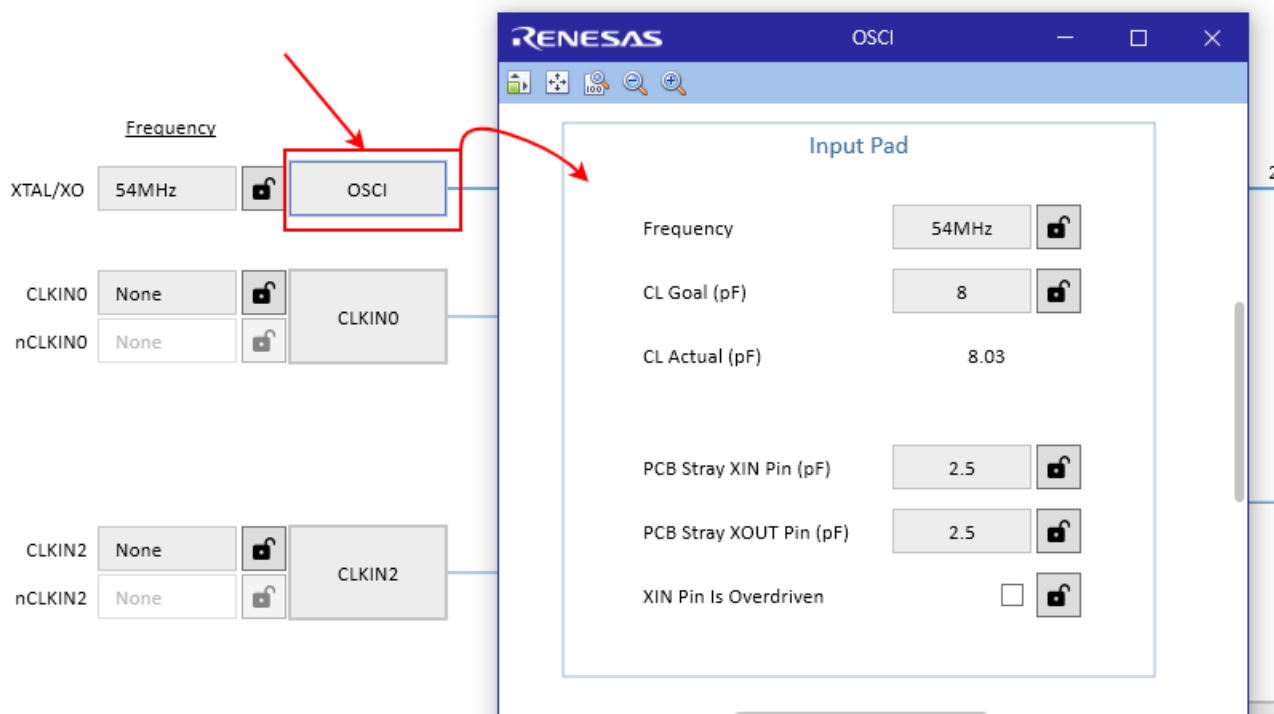 RENESAS OSCI
Frequency
XTAL/XO 54MHz OSCI
CLKIN0 None
nCLKIN0 None
CLKIN0
CLKIN2 None
nCLKIN2 None
CLKIN2
100
Input Pad
Frequency 54MHz
CL Goal (pF) 8
CL Actual (pF) 8.03
PCB Stray XIN Pin (pF) 2.5
PCB Stray XOUT Pin (pF) 2.5
XIN Pin Is Overdriven